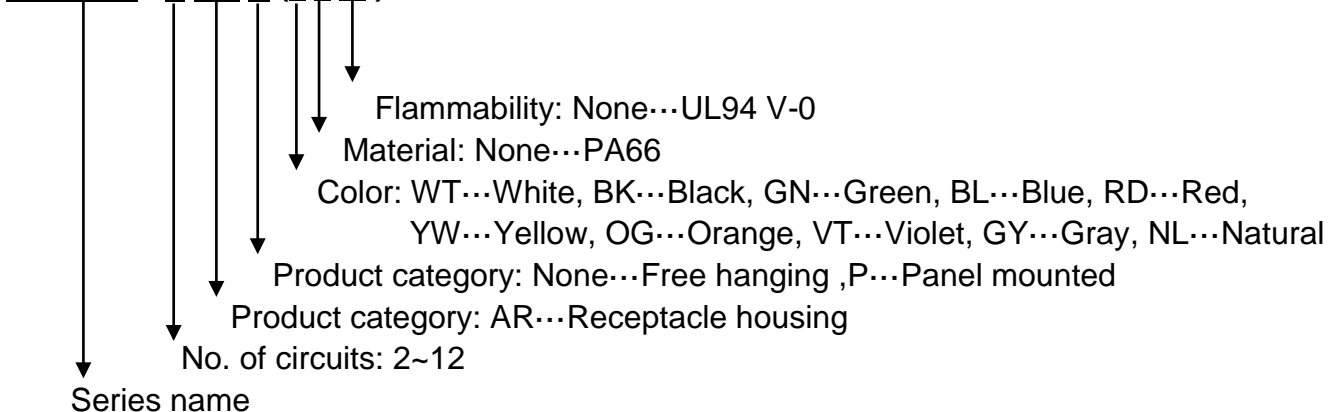 Flammability: None⋯UL94 V-0
Material: None⋯PA66
Color: WT⋯White, BK⋯Black, GN⋯Green, BL⋯Blue, RD⋯Red,
YW⋯Yellow, OG⋯Orange, VT⋯Violet, GY⋯Gray, NL⋯Natural
Product category: None⋯Free hanging ,P⋯Panel mounted
Product category: AR⋯Receptacle housing
No. of circuits: 2~12
Series name